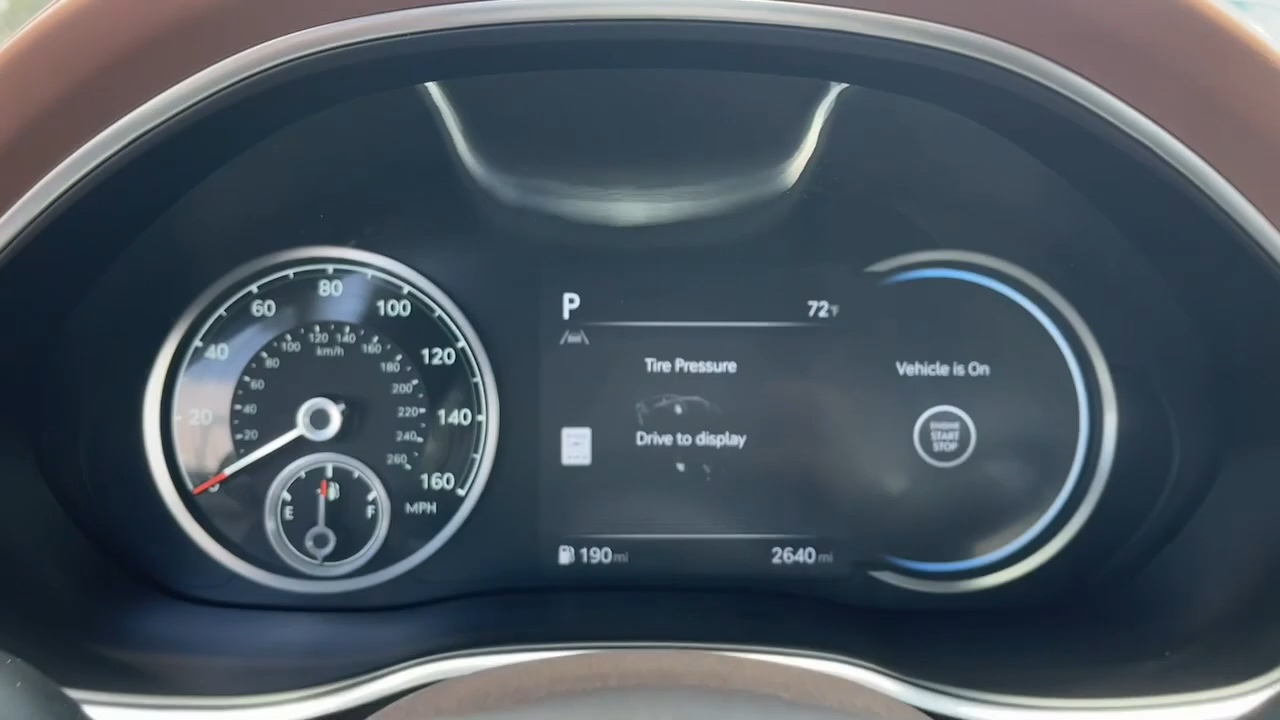 80
60
100
40
120
20
140
160
MPH
120 140
100
160
km/h
80
180
60
200
40
220
20
240
260
E
F
P
72°F
Tire Pressure
Drive to display
190 mi
2640 mi
Vehicle is On
ENGINE
START
STOP